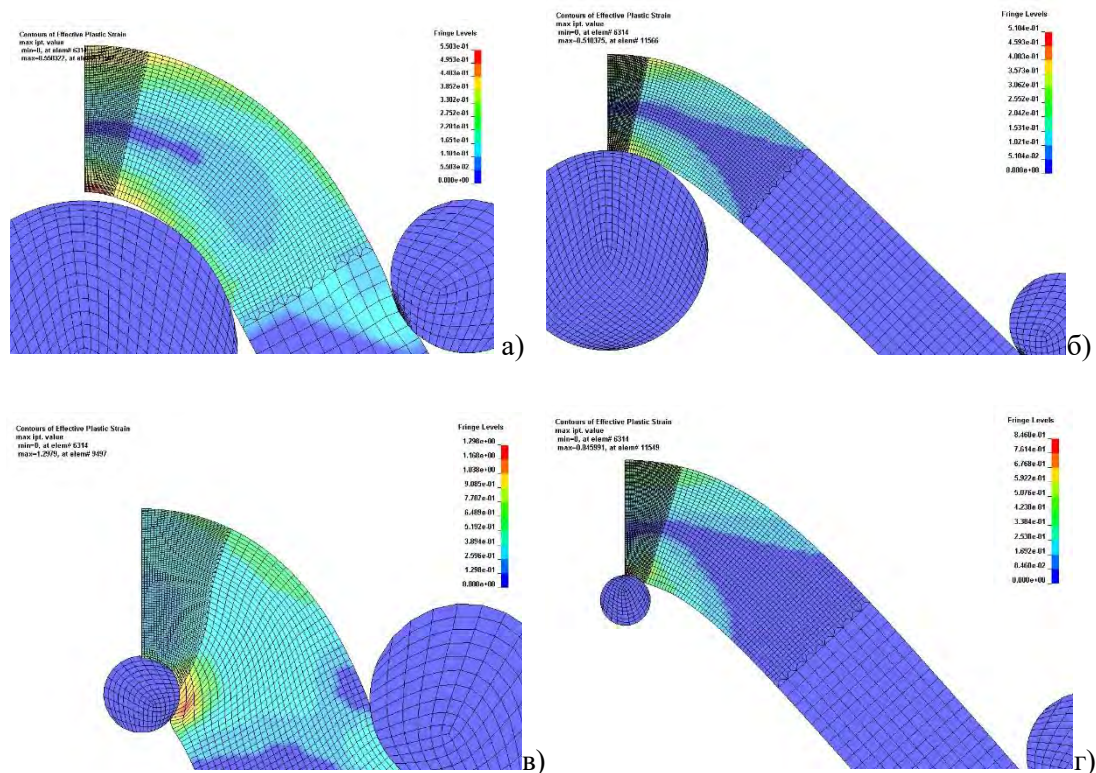 Contours of Effective Plastic Strain
max ipt. value
min=0, at elem# 6314
max=0.550322, at elem#
Fringe Levels
5.503e-01
4.953e-01
4.403e-01
3.852e-01
3.302e-01
2.752e-01
2.201e-01
1.651e-01
1.101e-01
5.503e-02
0.000e+00
а)
Contours of Effective Plastic Strain
max ipt. value
min=0, at elem# 6314
max=0.510375, at elem# 11566
Fringe Levels
5.104e-01
4.593e-01
4.083e-01
3.573e-01
3.062e-01
2.552e-01
2.042e-01
1.531e-01
1.021e-01
5.104e-02
0.000e+00
б)
Contours of Effective Plastic Strain
max ipt. value
min=0, at elem# 6314
max=1.2979, at elem# 9497
Fringe Levels
1.298e+00
1.168e+00
1.038e+00
9.085e-01
7.787e-01
6.489e-01
5.192e-01
3.894e-01
2.596e-01
1.298e-01
0.000e+00
в)
Contours of Effective Plastic Strain
max ipt. value
min=0, at elem# 6314
max=0.845991, at elem# 11549
Fringe Levels
8.460e-01
7.614e-01
6.768e-01
5.922e-01
5.076e-01
4.230e-01
3.384e-01
2.538e-01
1.692e-01
8.460e-02
0.000e+00
г)